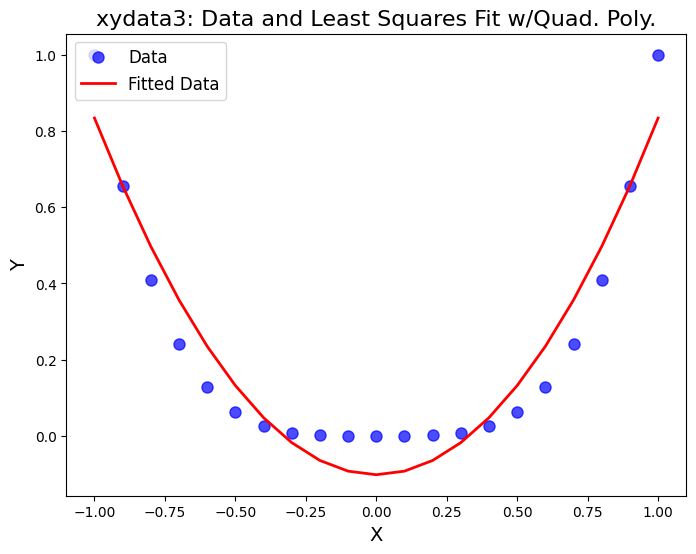 xydata3: Data and Least Squares Fit w/Quad. Poly.
Data
Fitted Data
1.0
0.8
0.6
0.4
0.2
0.0
Y
−1.00 −0.75 −0.50 −0.25 0.00 0.25 0.50 0.75 1.00
X